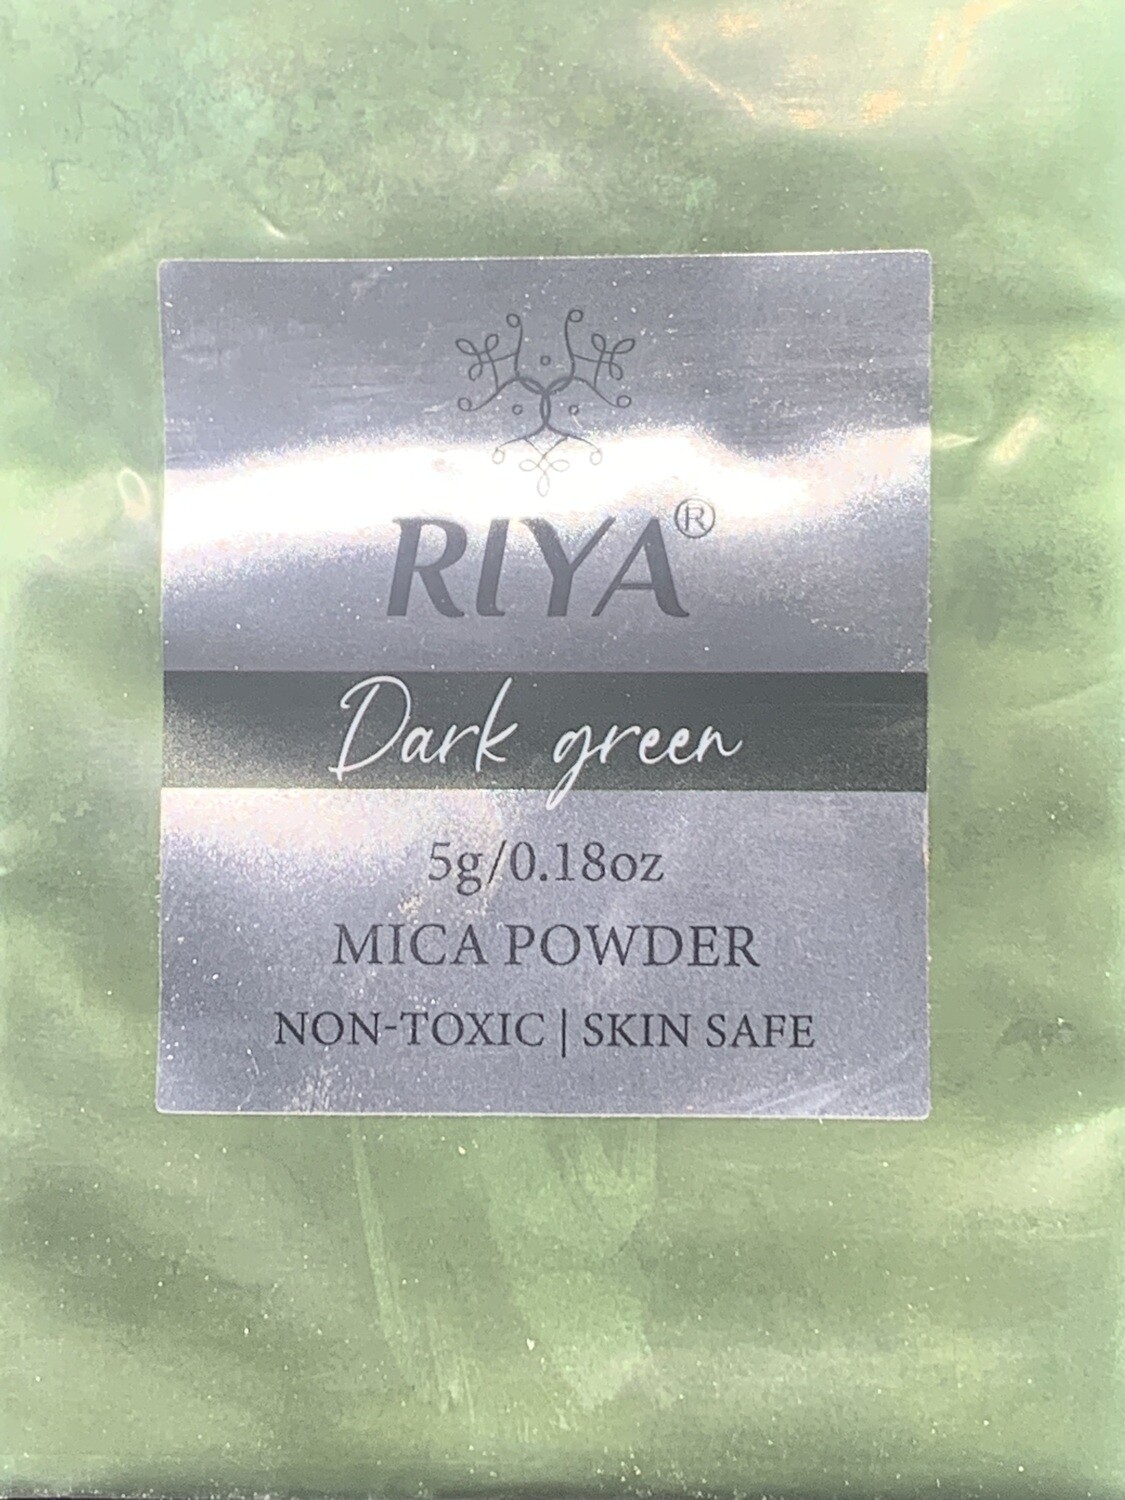 RIYA®
Dark green
5g/0.18oz
MICA POWDER
NON-TOXIC | SKIN SAFE